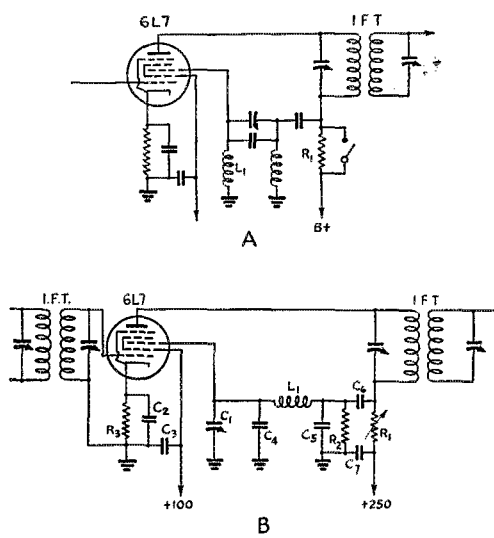 6L7
IFT
L₁
R₁
B+
A
I.F.T.
6L7
IFT
L₁
C₆
R₃
C₂
C₃
C₁
C₄
C₅
R₂
C₇
R₁
+100
+250
B